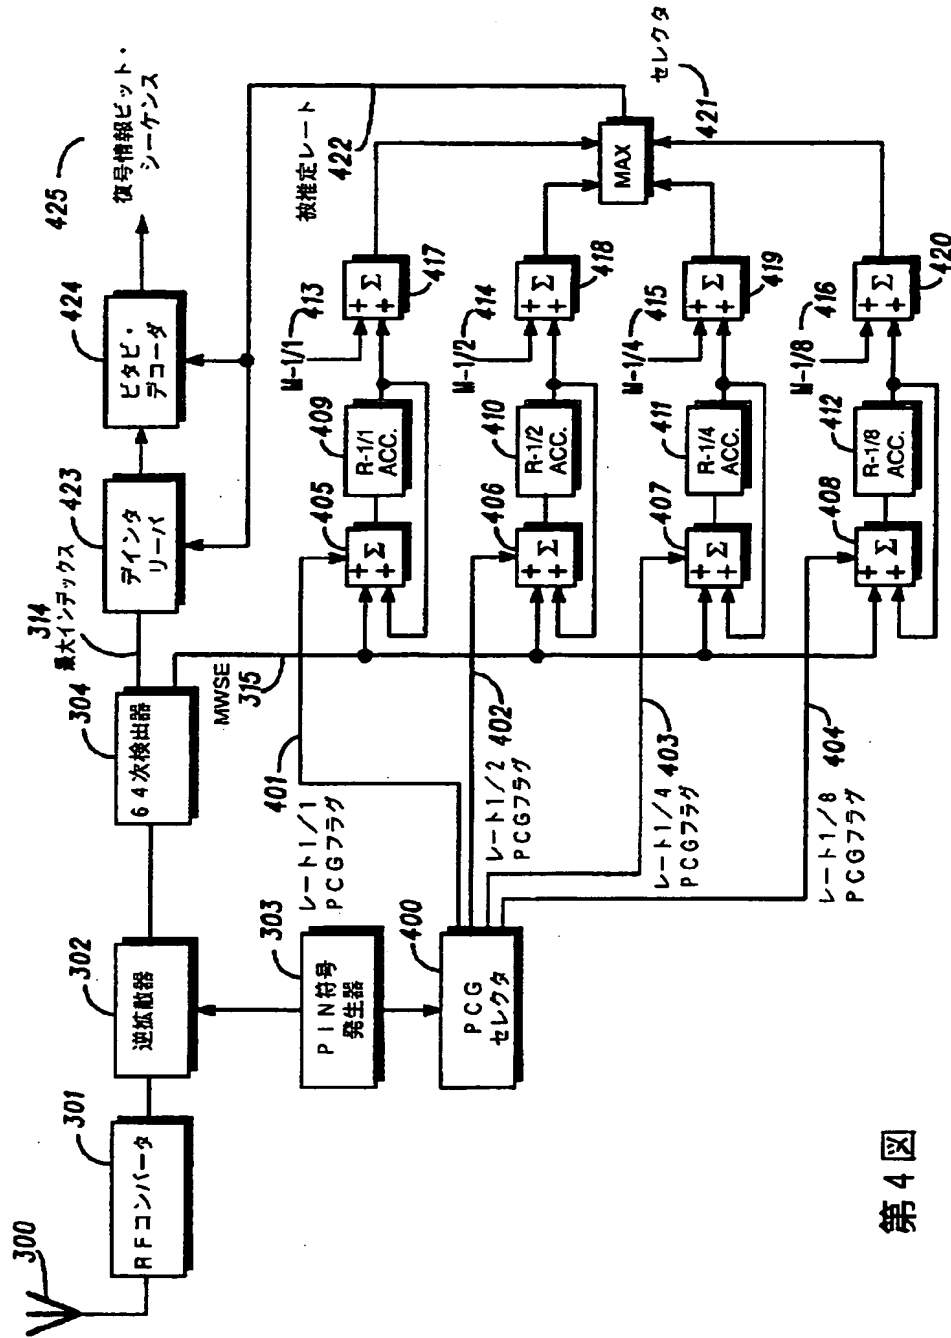 300
301
RFコンバータ
302
逆拡散器
304
64次検出器
314
最大インデックス
423
デインタ
リーバ
424
ビタビ・
デコーダ
425
復号情報ビット・
シーケンス
303
PIN符号
発生器
400
PCG
セレクタ
MWSE
315
401
レート1/1
PCGフラグ
402
レート1/2
PCGフラグ
403
レート1/4
PCGフラグ
404
レート1/8
PCGフラグ
405
+
+ Σ
409
R-1/1
ACC.
M-1/1
413
+
+ Σ
417
406
+
+ Σ
410
R-1/2
ACC.
M-1/2
414
+
+ Σ
418
407
+
+ Σ
411
R-1/4
ACC.
M-1/4
415
+
+ Σ
419
408
+
+ Σ
412
R-1/8
ACC.
M-1/8
416
+
+ Σ
420
被推定レート
422
MAX
セレクタ
421
第4図